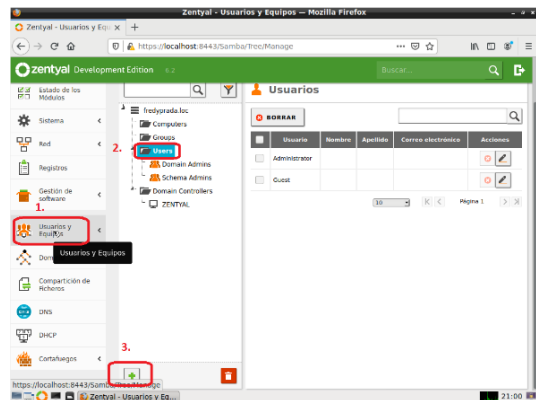 Zentyal - Usuarios y Equipos — Mozilla Firefox
Zentyal - Usuarios y Equi
https://localhost:8443/Samba/Tree/Manage
zentyal Development Edition 6.2
Buscar...
Estado de los
Módulos
Sistema
Red
Registros
Gestión de
software
1.
Usuarios y
Equipos
Usuarios y Equipos
Compartición de
Ficheros
DNS
DHCP
Cortafuegos
fredyprada.loc
Computers
Groups
2.
Users
Domain Admins
Schema Admins
Domain Controllers
ZENTYAL
3.
Usuarios
BORRAR
Usuario Nombre Apellido Correo electrónico Acciones
Administrator
Guest
10 Página 1
https://localhost:8443/Samba/Tree/Manage
Zentyal - Usuarios y Eq...
21:00